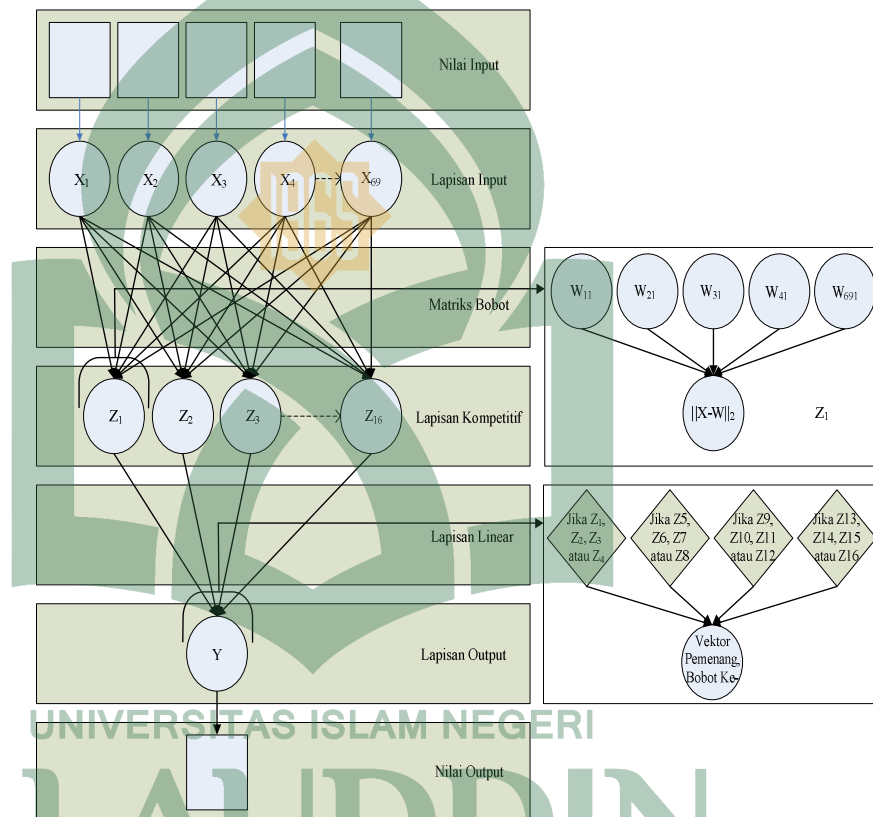 Nilai Input
X1
X2
X3
X4
X69
Lapisan Input
1965
Matriks Bobot
W11
W21
W31
W41
W691
||X-W||2
Z1
Z1
Z2
Z3
Z16
Lapisan Kompetitif
Lapisan Linear
Jika Z1,
Z2, Z3
atau Z4
Jika Z5,
Z6, Z7
atau Z8
Jika Z9,
Z10, Z11
atau Z12
Jika Z13,
Z14, Z15
atau Z16
Y
Lapisan Output
Vektor
Pemenang,
Bobot Ke-
UNIVERSITAS ISLAM NEGERI
Nilai Output
ALAUDDIN